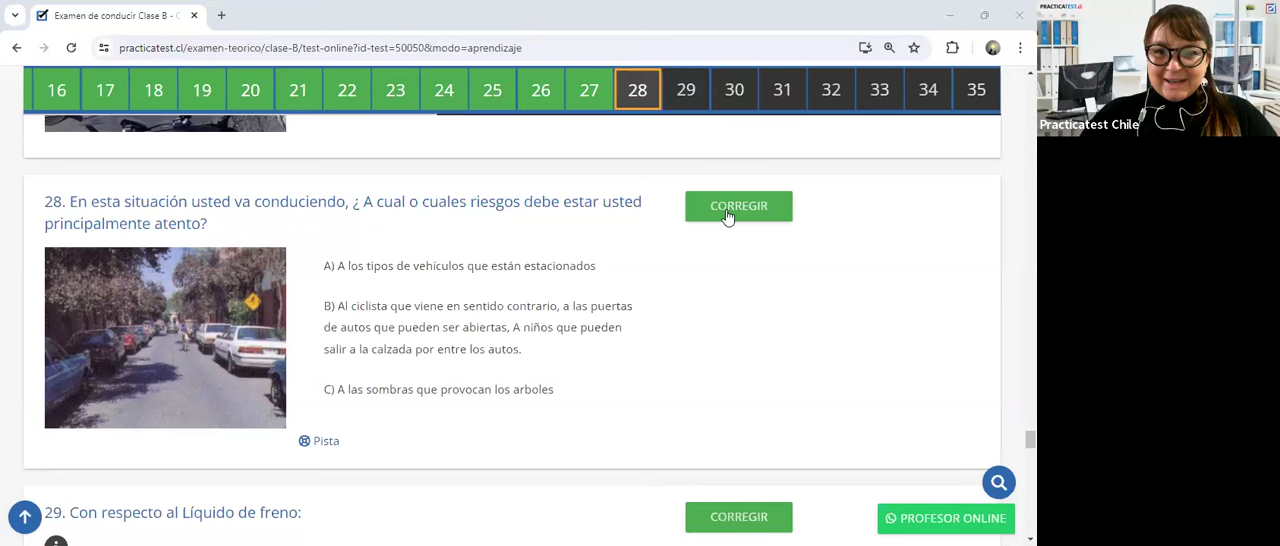 Examen de conducir Clase B - C
practicatest.cl/examen-teorico/clase-B/test-online?id-test=50050&modo=aprendizaje
PRACTICATEST.cl
16 17 18 19 20 21 22 23 24 25 26 27 28 29 30 31 32 33 34 35
Practicatest Chile
28. En esta situación usted va conduciendo, ¿ A cual o cuales riesgos debe estar usted
principalmente atento?
CORREGIR
A) A los tipos de vehículos que están estacionados
B) Al ciclista que viene en sentido contrario, a las puertas
de autos que pueden ser abiertas, A niños que pueden
salir a la calzada por entre los autos.
C) A las sombras que provocan los arboles
Pista
29. Con respecto al Líquido de freno:
CORREGIR
PROFESOR ONLINE